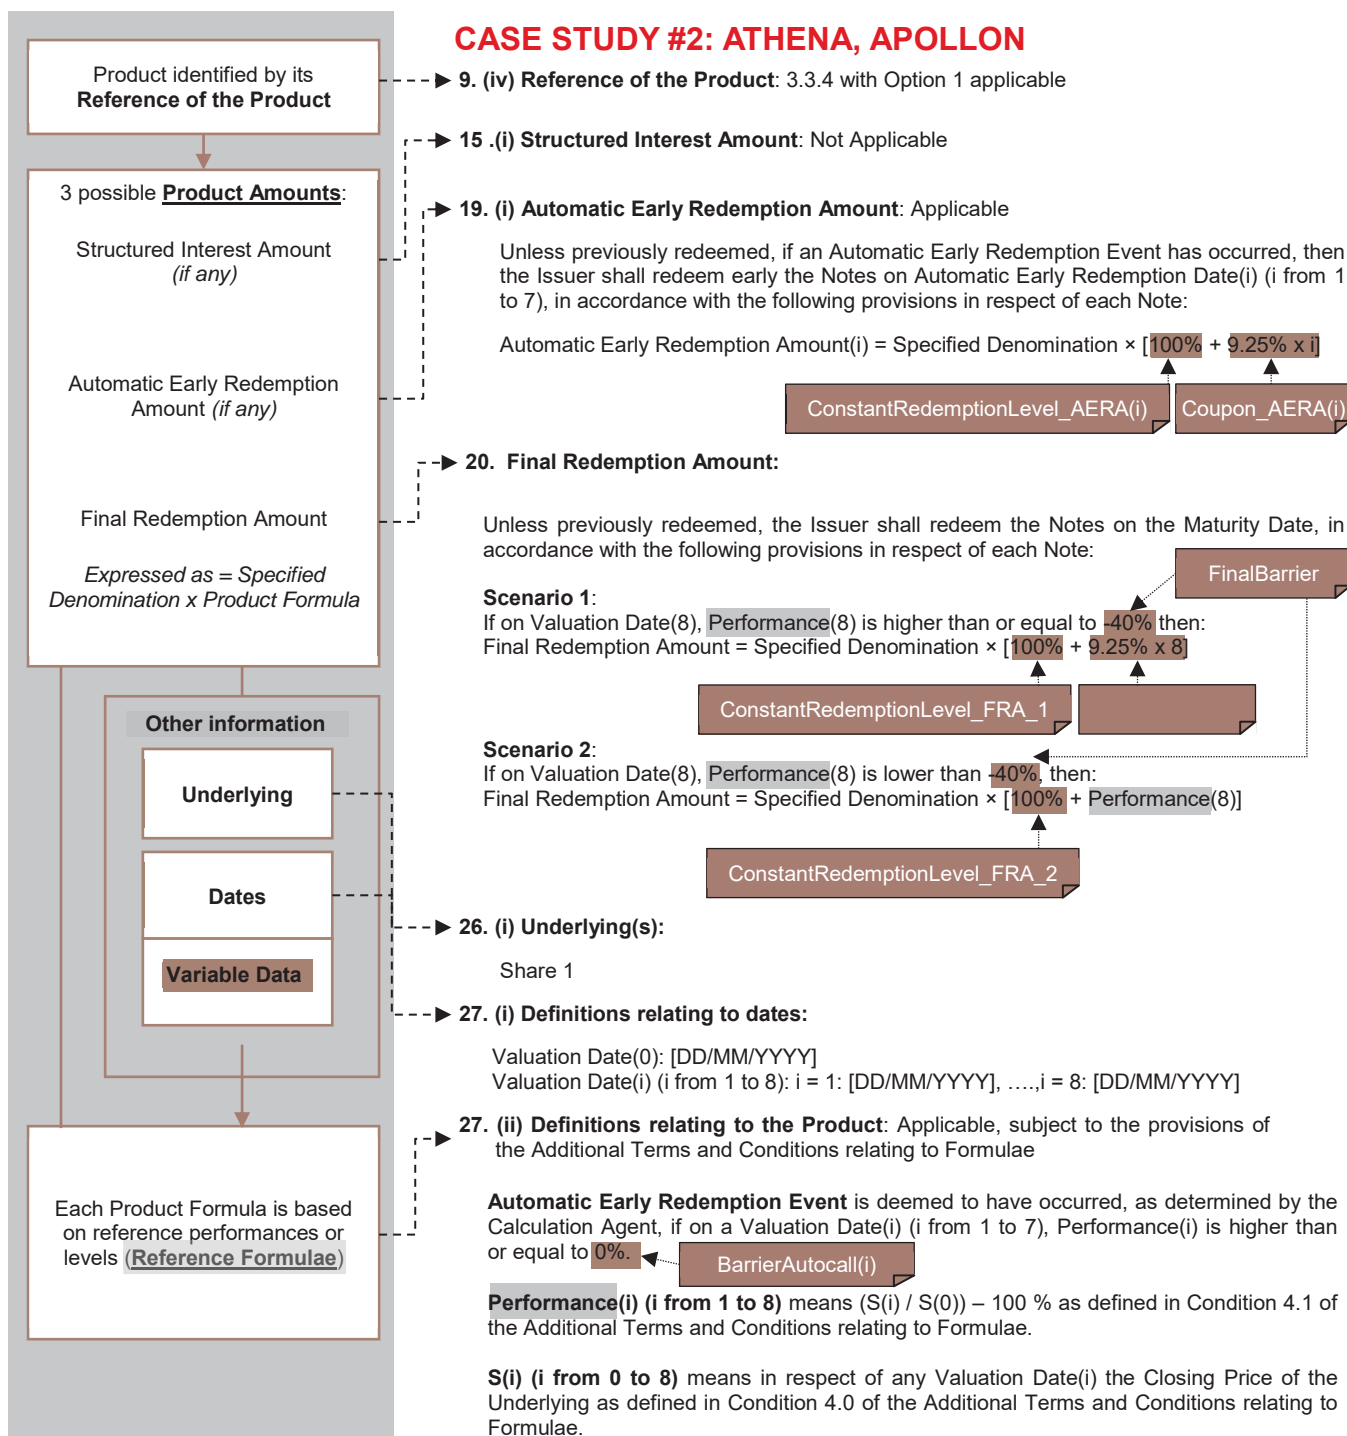 CASE STUDY #2: ATHENA, APOLLON
Product identified by its
Reference of the Product
9. (iv) Reference of the Product: 3.3.4 with Option 1 applicable
15 .(i) Structured Interest Amount: Not Applicable
3 possible Product Amounts:
Structured Interest Amount
(if any)
Automatic Early Redemption
Amount (if any)
Final Redemption Amount
Expressed as = Specified
Denomination x Product Formula
19. (i) Automatic Early Redemption Amount: Applicable
Unless previously redeemed, if an Automatic Early Redemption Event has occurred, then
the Issuer shall redeem early the Notes on Automatic Early Redemption Date(i) (i from 1
to 7), in accordance with the following provisions in respect of each Note:
Automatic Early Redemption Amount(i) = Specified Denomination × [100% + 9.25% x i]
ConstantRedemptionLevel_AERA(i)
Coupon_AERA(i)
20. Final Redemption Amount:
Unless previously redeemed, the Issuer shall redeem the Notes on the Maturity Date, in
accordance with the following provisions in respect of each Note:
FinalBarrier
Scenario 1:
If on Valuation Date(8), Performance(8) is higher than or equal to -40% then:
Final Redemption Amount = Specified Denomination × [100% + 9.25% x 8]
ConstantRedemptionLevel_FRA_1
Scenario 2:
If on Valuation Date(8), Performance(8) is lower than -40%, then:
Final Redemption Amount = Specified Denomination × [100% + Performance(8)]
ConstantRedemptionLevel_FRA_2
Other information
Underlying
Dates
Variable Data
26. (i) Underlying(s):
Share 1
27. (i) Definitions relating to dates:
Valuation Date(0): [DD/MM/YYYY]
Valuation Date(i) (i from 1 to 8): i = 1: [DD/MM/YYYY], ….,i = 8: [DD/MM/YYYY]
27. (ii) Definitions relating to the Product: Applicable, subject to the provisions of
the Additional Terms and Conditions relating to Formulae
Each Product Formula is based
on reference performances or
levels (Reference Formulae)
Automatic Early Redemption Event is deemed to have occurred, as determined by the
Calculation Agent, if on a Valuation Date(i) (i from 1 to 7), Performance(i) is higher than
or equal to 0%.
BarrierAutocall(i)
Performance(i) (i from 1 to 8) means (S(i) / S(0)) – 100 % as defined in Condition 4.1 of
the Additional Terms and Conditions relating to Formulae.
S(i) (i from 0 to 8) means in respect of any Valuation Date(i) the Closing Price of the
Underlying as defined in Condition 4.0 of the Additional Terms and Conditions relating to
Formulae.